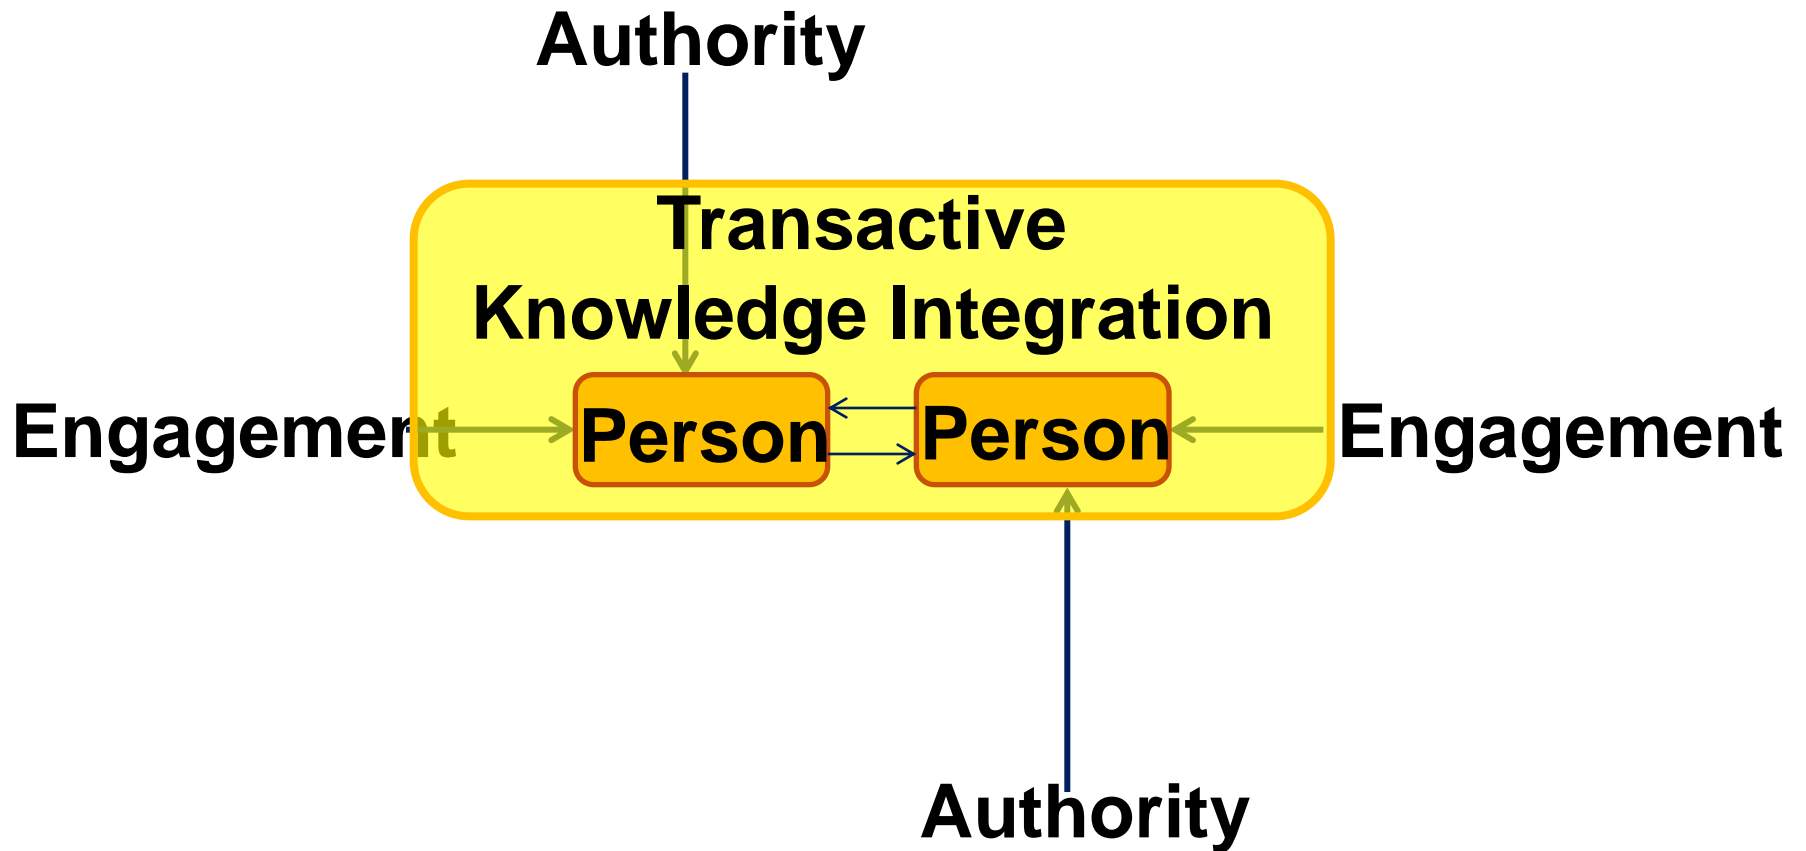 Authority
Transactive
Knowledge Integration
Engagement
Person
Person
Engagement
Authority